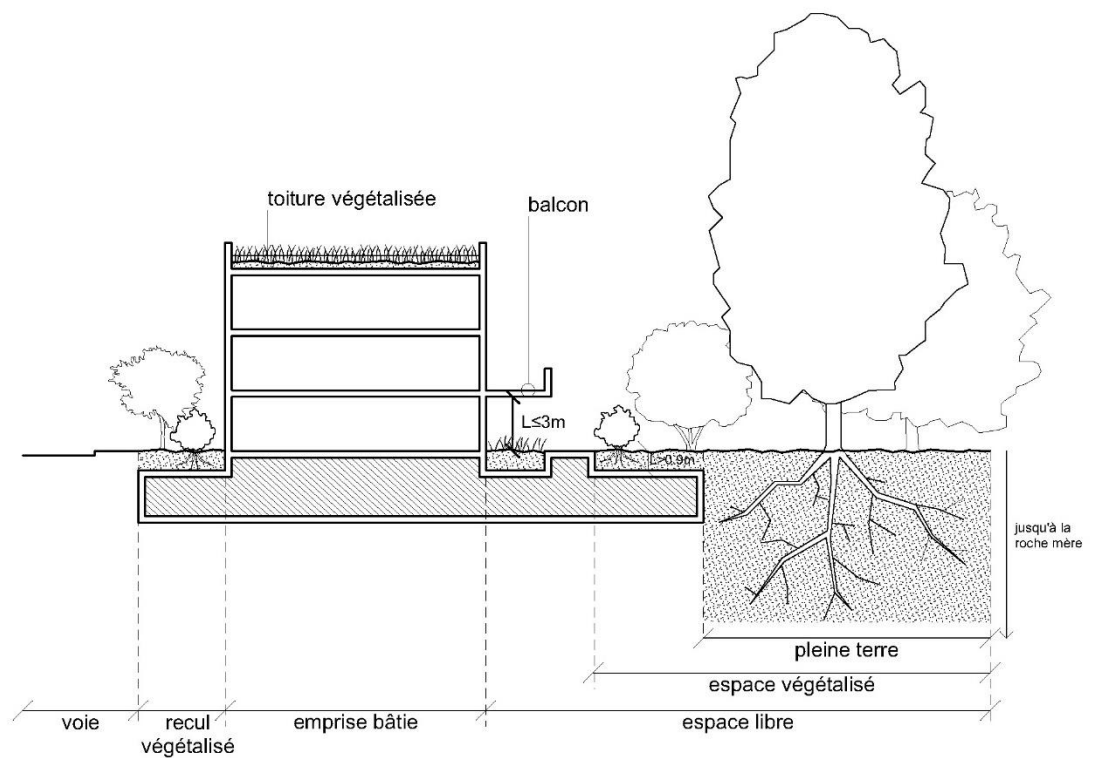 toiture végétalisée
balcon
L≤3m
L>0.9m
jusqu'à la
roche mère
pleine terre
espace végétalisé
voie
recul
végétalisé
emprise bâtie
espace libre